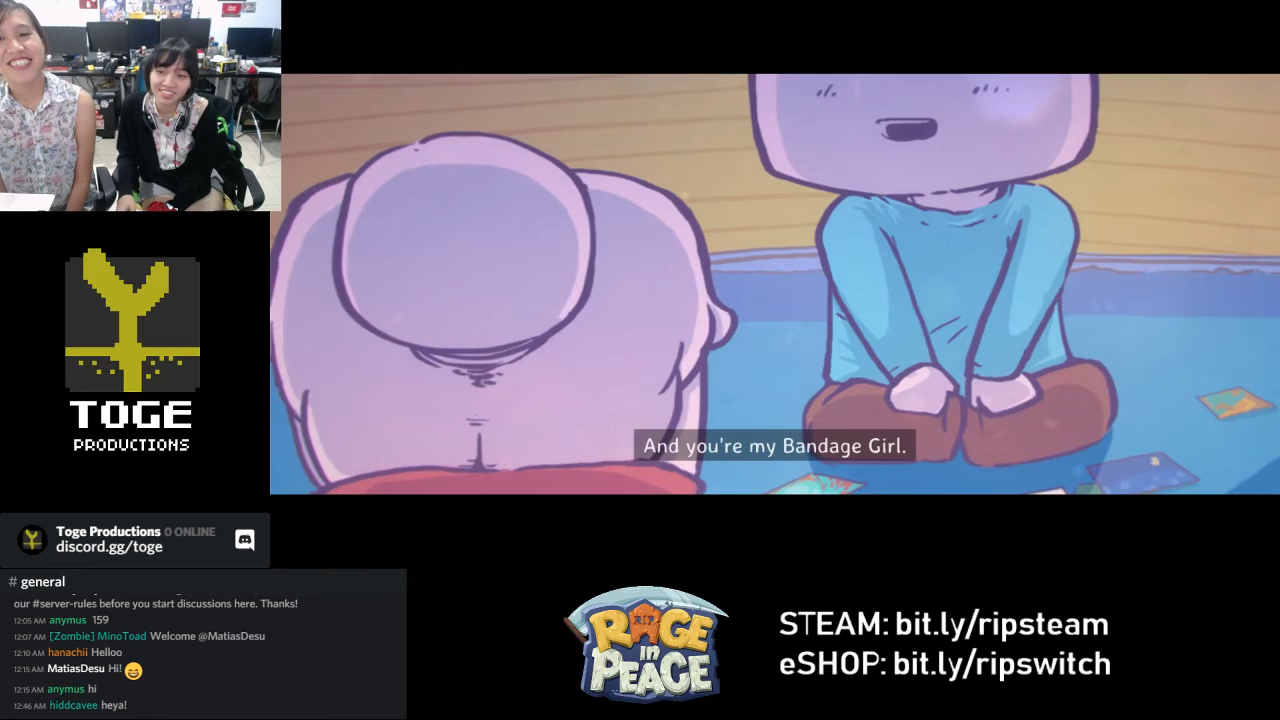 And you're my Bandage Girl.
TOGE
PRODUCTIONS
Toge Productions 0 ONLINE
discord.gg/toge
# general
our #server-rules before you start discussions here. Thanks!
12:05 AM anymus 159
12:07 AM [Zombie] MinoToad Welcome @MatiasDesu
12:10 AM hanachii Helloo
12:15 AM MatiasDesu Hi!
12:15 AM anymus hi
12:46 AM hiddcavee heya!
RIP
RAGE
in
PEACE
STEAM: bit.ly/ripsteam
eSHOP: bit.ly/ripswitch